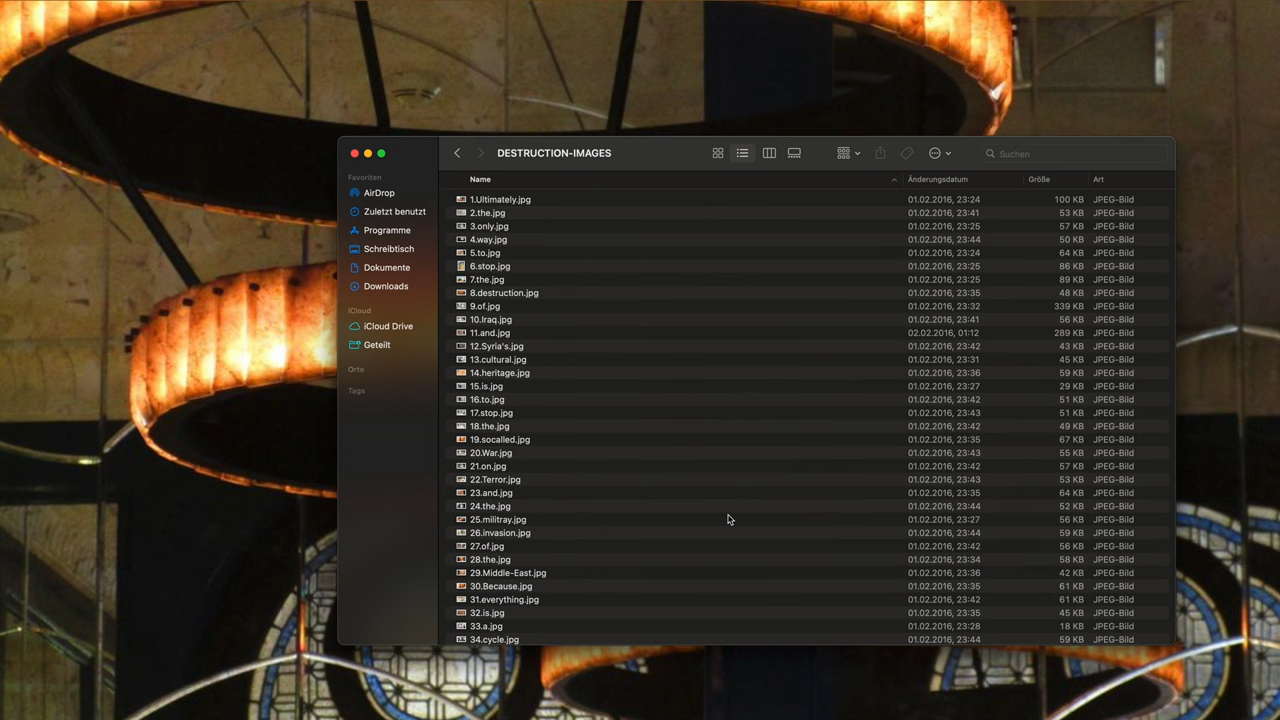 DESTRUCTION-IMAGES
Suchen
Favoriten
AirDrop
Zuletzt benutzt
Programme
Schreibtisch
Dokumente
Downloads
iCloud
iCloud Drive
Geteilt
Orte
Tags
Name Änderungsdatum Größe Art
1.Ultimately.jpg 01.02.2016, 23:24 100 KB JPEG-Bild
2.the.jpg 01.02.2016, 23:41 53 KB JPEG-Bild
3.only.jpg 01.02.2016, 23:25 57 KB JPEG-Bild
4.way.jpg 01.02.2016, 23:44 50 KB JPEG-Bild
5.to.jpg 01.02.2016, 23:24 64 KB JPEG-Bild
6.stop.jpg 01.02.2016, 23:25 86 KB JPEG-Bild
7.the.jpg 01.02.2016, 23:25 89 KB JPEG-Bild
8.destruction.jpg 01.02.2016, 23:35 48 KB JPEG-Bild
9.of.jpg 01.02.2016, 23:32 339 KB JPEG-Bild
10.Iraq.jpg 01.02.2016, 23:41 56 KB JPEG-Bild
11.and.jpg 02.02.2016, 01:12 289 KB JPEG-Bild
12.Syria's.jpg 01.02.2016, 23:42 43 KB JPEG-Bild
13.cultural.jpg 01.02.2016, 23:31 45 KB JPEG-Bild
14.heritage.jpg 01.02.2016, 23:36 59 KB JPEG-Bild
15.is.jpg 01.02.2016, 23:27 29 KB JPEG-Bild
16.to.jpg 01.02.2016, 23:42 51 KB JPEG-Bild
17.stop.jpg 01.02.2016, 23:43 51 KB JPEG-Bild
18.the.jpg 01.02.2016, 23:42 49 KB JPEG-Bild
19.socalled.jpg 01.02.2016, 23:35 67 KB JPEG-Bild
20.War.jpg 01.02.2016, 23:43 55 KB JPEG-Bild
21.on.jpg 01.02.2016, 23:42 57 KB JPEG-Bild
22.Terror.jpg 01.02.2016, 23:43 53 KB JPEG-Bild
23.and.jpg 01.02.2016, 23:35 64 KB JPEG-Bild
24.the.jpg 01.02.2016, 23:44 52 KB JPEG-Bild
25.militray.jpg 01.02.2016, 23:27 56 KB JPEG-Bild
26.invasion.jpg 01.02.2016, 23:44 59 KB JPEG-Bild
27.of.jpg 01.02.2016, 23:42 56 KB JPEG-Bild
28.the.jpg 01.02.2016, 23:34 58 KB JPEG-Bild
29.Middle-East.jpg 01.02.2016, 23:36 42 KB JPEG-Bild
30.Because.jpg 01.02.2016, 23:35 61 KB JPEG-Bild
31.everything.jpg 01.02.2016, 23:42 61 KB JPEG-Bild
32.is.jpg 01.02.2016, 23:35 45 KB JPEG-Bild
33.a.jpg 01.02.2016, 23:28 18 KB JPEG-Bild
34.cycle.jpg 01.02.2016, 23:44 59 KB JPEG-Bild